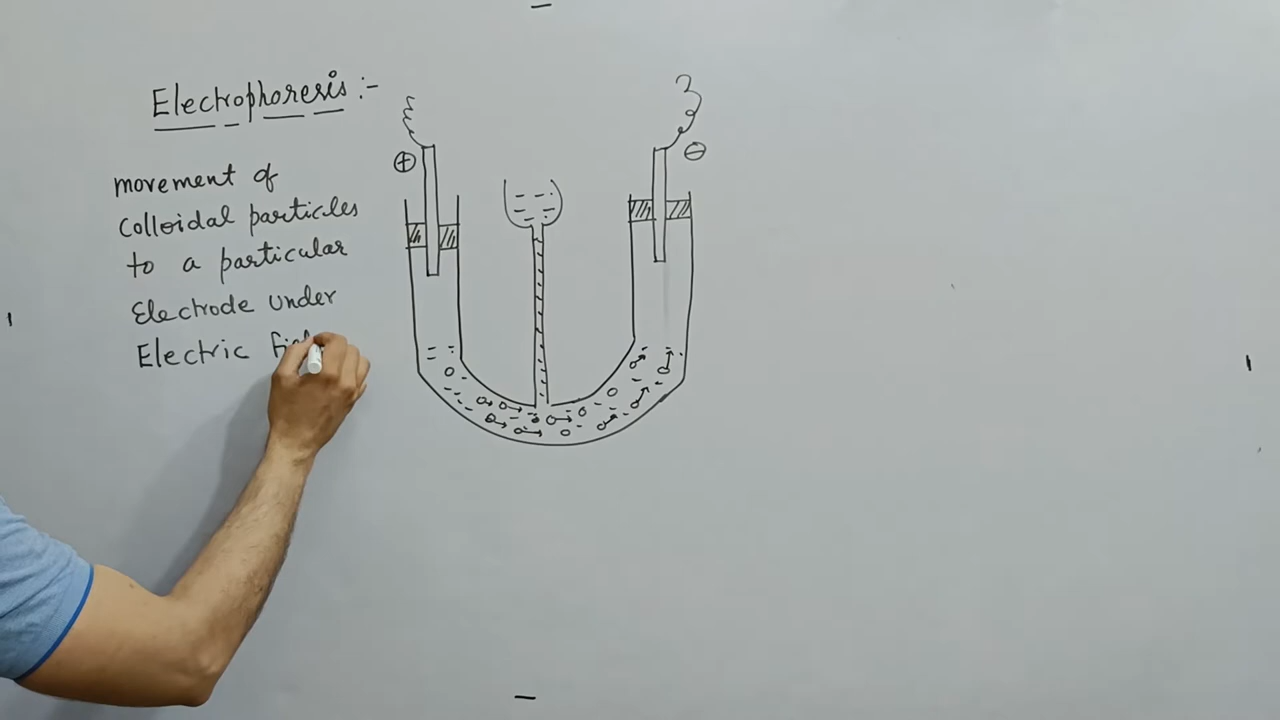 Electrophoresis :-
movement of
colloidal particles
to a particular
Electrode under
Electric
+
-